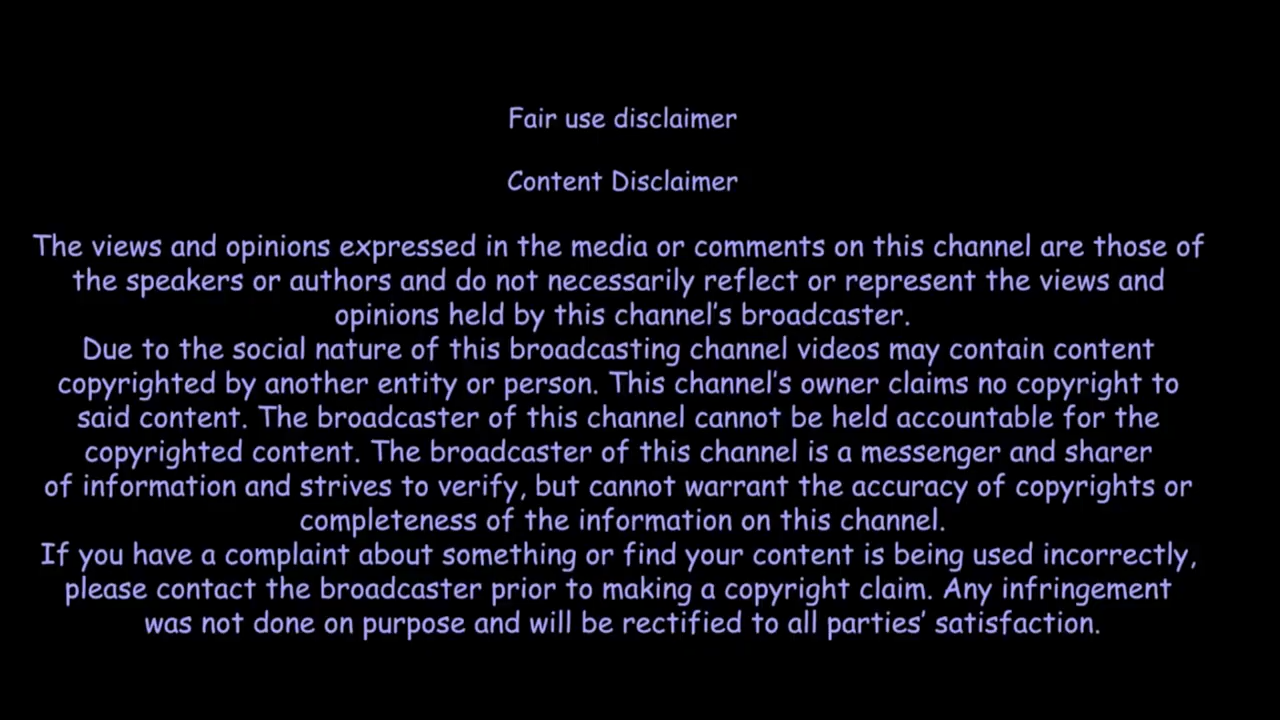 Fair use disclaimer
Content Disclaimer
The views and opinions expressed in the media or comments on this channel are those of
the speakers or authors and do not necessarily reflect or represent the views and
opinions held by this channel's broadcaster.
Due to the social nature of this broadcasting channel videos may contain content
copyrighted by another entity or person. This channel's owner claims no copyright to
said content. The broadcaster of this channel cannot be held accountable for the
copyrighted content. The broadcaster of this channel is a messenger and sharer
of information and strives to verify, but cannot warrant the accuracy of copyrights or
completeness of the information on this channel.
If you have a complaint about something or find your content is being used incorrectly,
please contact the broadcaster prior to making a copyright claim. Any infringement
was not done on purpose and will be rectified to all parties’ satisfaction.